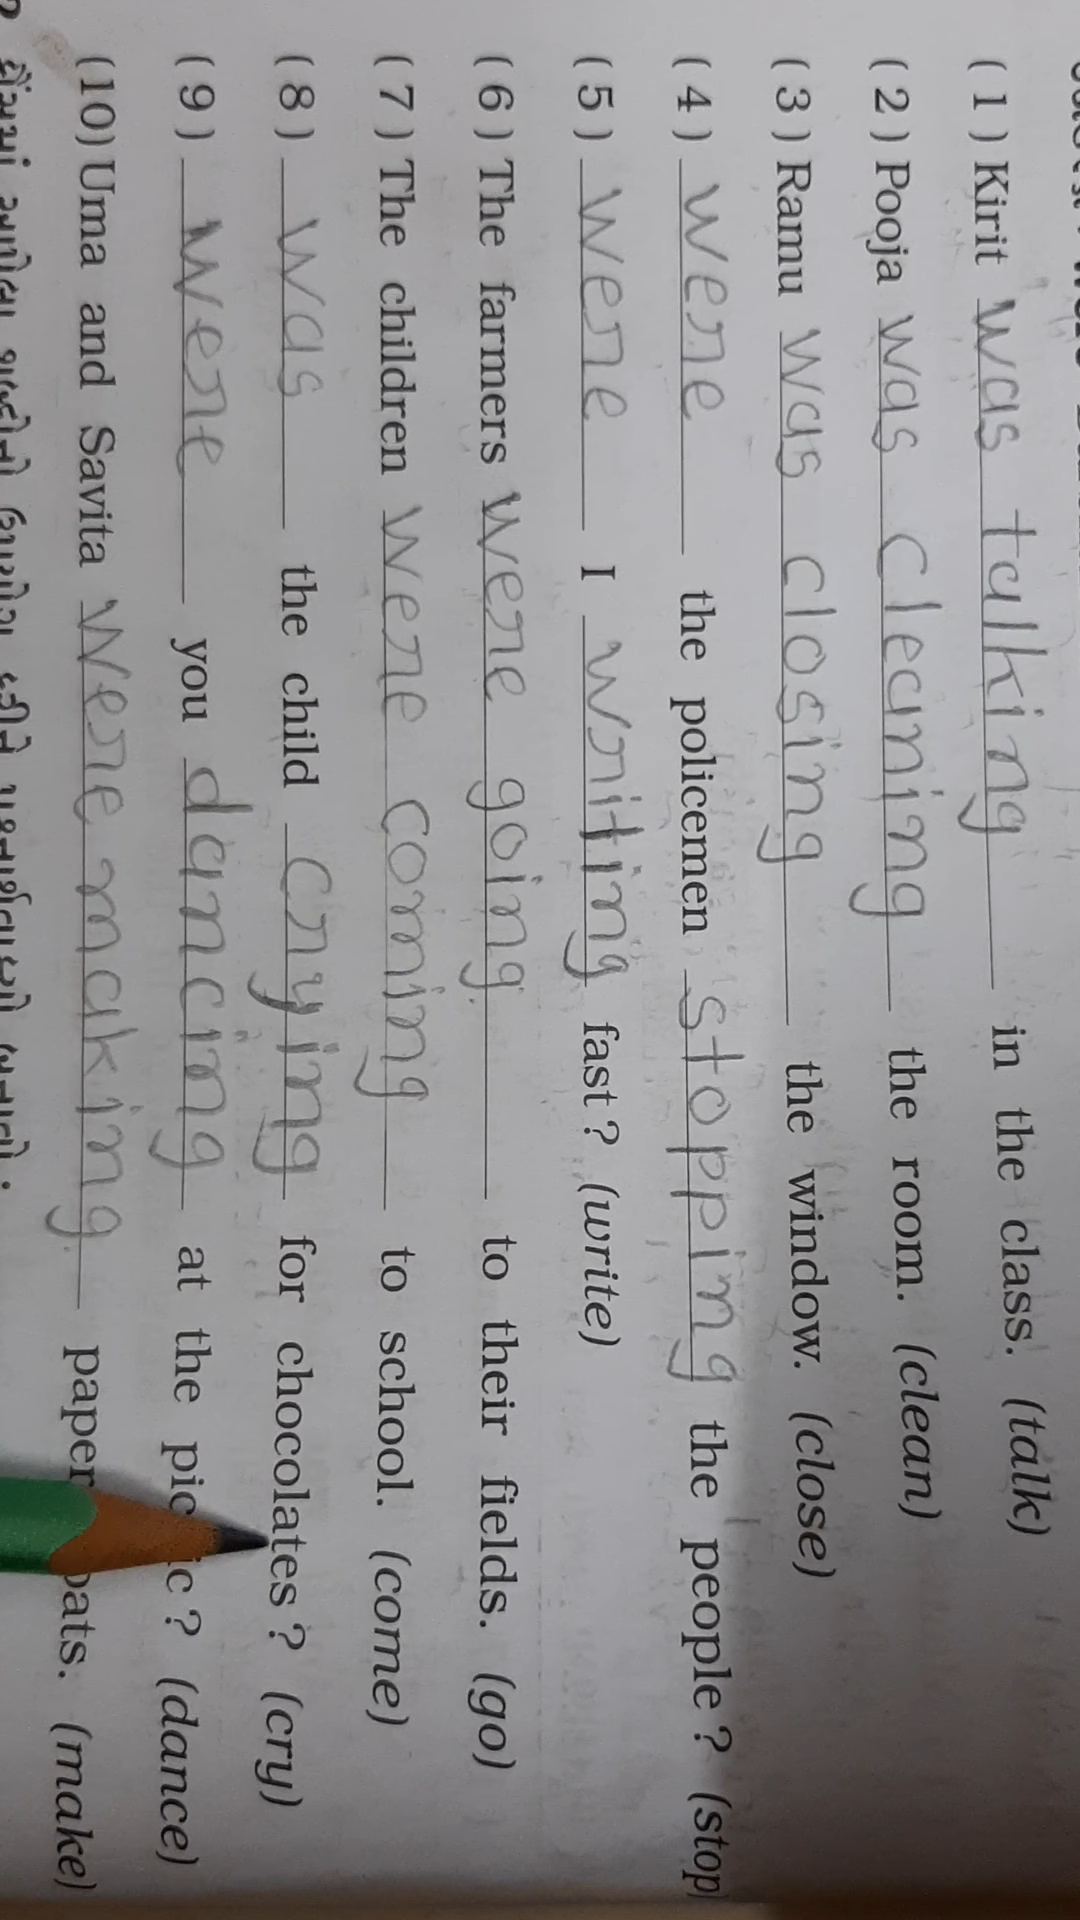 (1) Kirit was talking in the class. (talk)
(2) Pooja was cleaning the room. (clean)
(3) Ramu was closing the window. (close)
(4) were the policemen stopping the people? (stop
(5) were I writing fast? (write)
(6) The farmers were going to their fields. (go)
(7) The children were coming to school. (come)
(8) was the child crying for chocolates? (cry)
(9) were you dancing at the pic ic? (dance)
(10) Uma and Savita were making paper oats. (make)